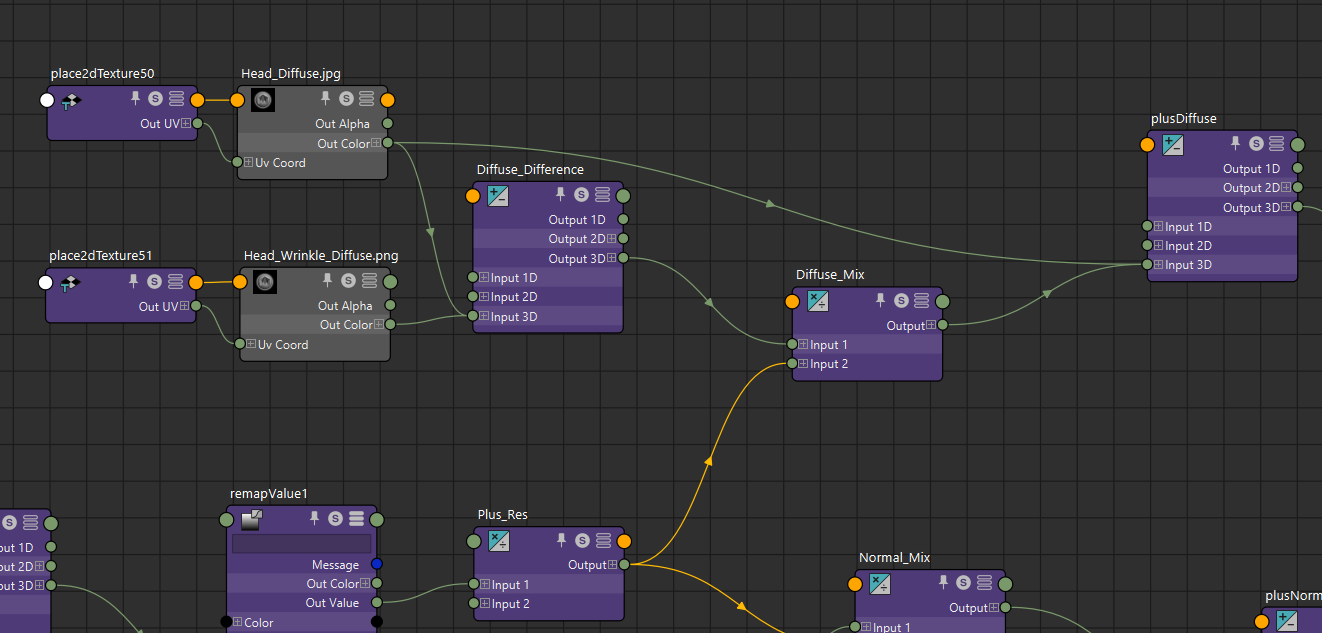 place2dTexture50
Out UV
Head_Diffuse.jpg
Out Alpha
Out Color
Uv Coord
place2dTexture51
Out UV
Head_Wrinkle_Diffuse.png
Out Alpha
Out Color
Uv Coord
Diffuse_Difference
Output 1D
Output 2D
Output 3D
Input 1D
Input 2D
Input 3D
Diffuse_Mix
Output
Input 1
Input 2
plusDiffuse
Output 1D
Output 2D
Output 3D
Input 1D
Input 2D
Input 3D
put 1D
put 2D
put 3D
remapValue1
Message
Out Color
Out Value
Color
Plus_Res
Output
Input 1
Input 2
Normal_Mix
Output
Input 1
plusNorm